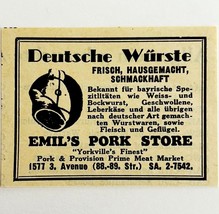 Deutsche Würste
FRISCH, HAUSGEMACHT,
SCHMACKHAFT
Bekannt für bayrische Spe-
zitlitäten wie Weiss- und
Bockwurst, Geschwollene,
Leberkäse und alle übrigen
nach deutscher Art gemach-
ten Wurstwaren, sowie
Fleisch und Geflügel.
EMIL'S PORK STORE
"Yorkville's Finest"
Pork & Provision Prime Meat Market
1577 3. Avenue (88.-89. Str.) SA. 2-7542.